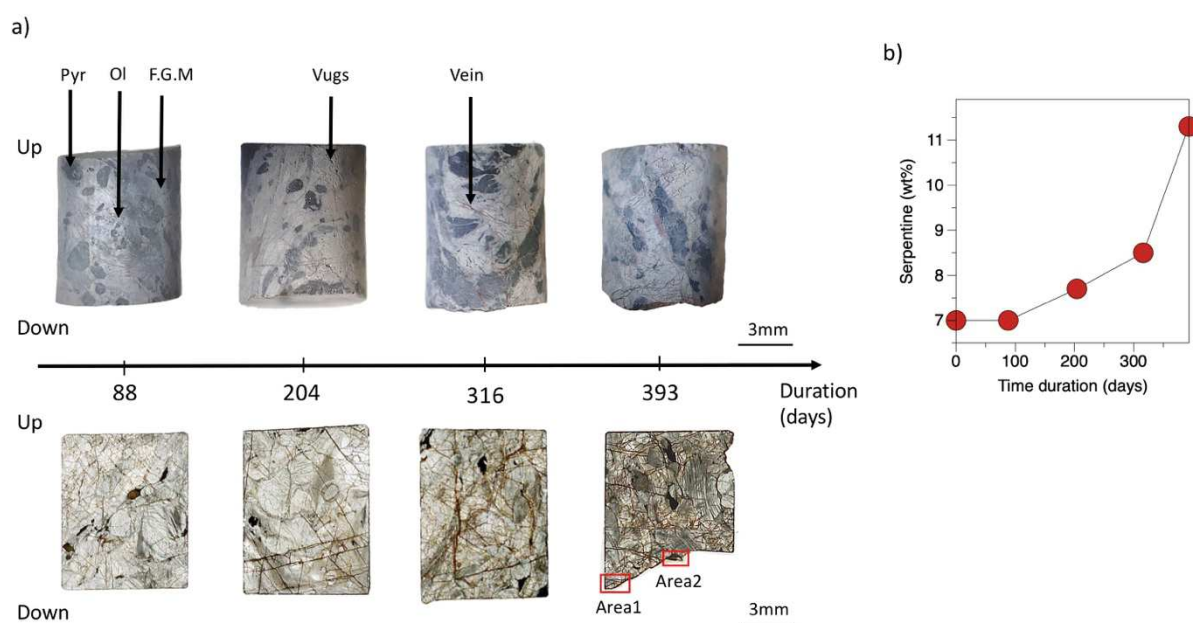 a)
Pyr Ol F.G.M Vugs Vein
Up
Down
3mm
88 204 316 393 Duration
(days)
Up
Area1 Area2
Down
3mm
b)
Serpentine (wt%)
11
10
9
8
7
0 100 200 300
Time duration (days)